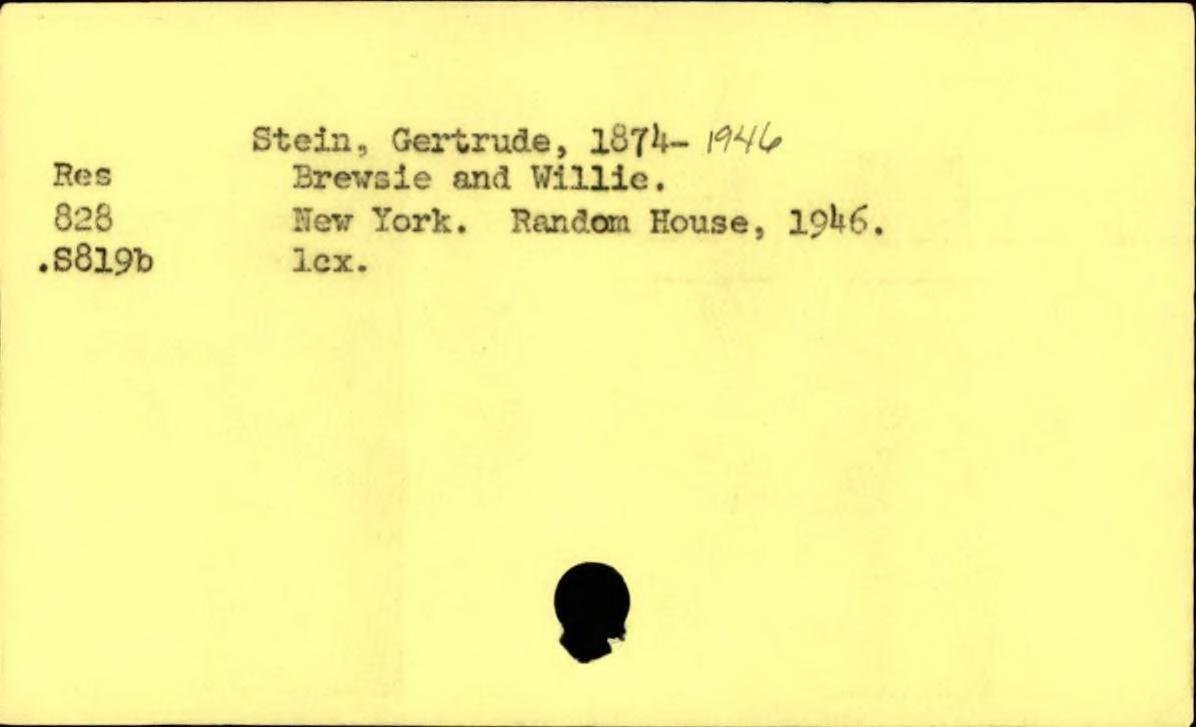 Stein, Gertrude, 1874- 1946
Res Brewsie and Willie.
828 New York. Random House, 1946.
.S819b 1cx.